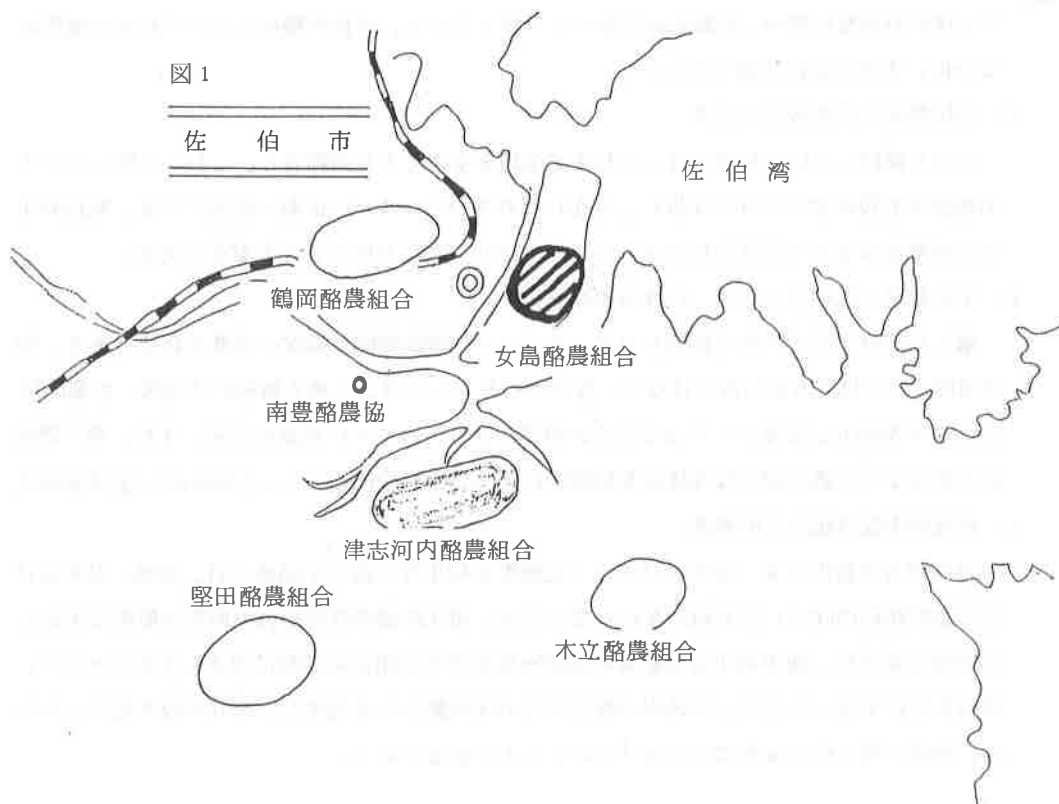 図1
佐伯市
佐伯湾
鶴岡酪農組合
女島酪農組合
南豊酪農協
津志河内酪農組合
堅田酪農組合
木立酪農組合